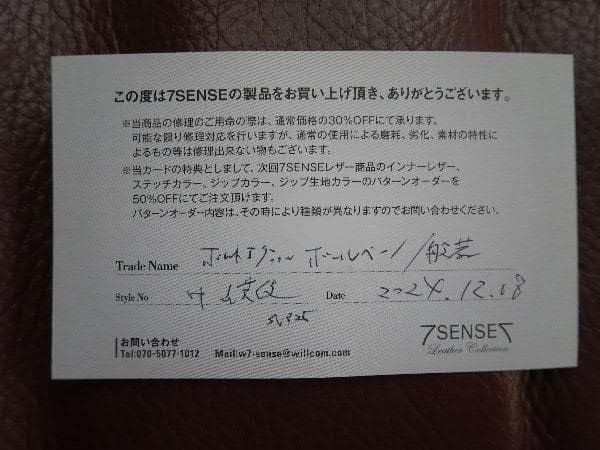 この度は7SENSEの製品をお買い上げ頂き、ありがとうございます。
※当商品の修理のご用命の際は、通常価格の30%OFFにて承ります。
可能な限り修理対応を行いますが、通常の使用による磨耗、劣化、素材の特性に
よるもの等は修理出来ない物もございます。
※当カードの特典としまして、次回7SENSEレザー商品のインナーレザー、
ステッチカラー、ジップカラー、ジップ生地カラーのパターンオーダーを
50%OFFにてご注文頂けます。
パターンオーダー内容は、その時により種類が異なりますのでお問い合わせください。
Trade Name ボールペン/般若
Style No Date 2024.12.08
SV925
お問い合わせ
Tel:070-5077-1012 Mail:w7-sense@willcom.com
7SENSE7
Leather Collection